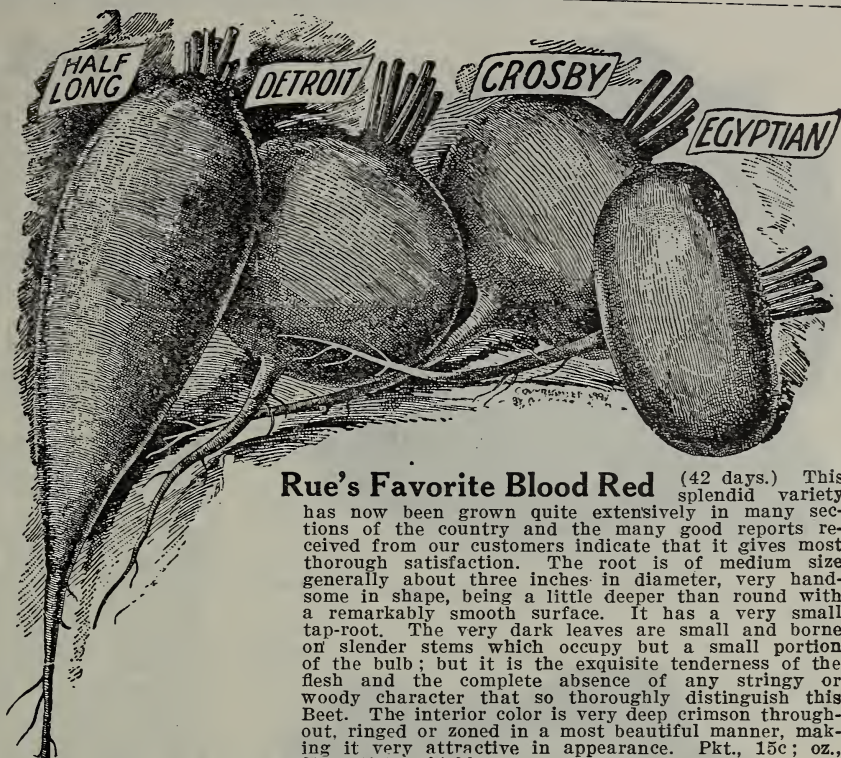 HALF
LONG
DETROIT
CROSBY
EGYPTIAN
Rue's Favorite Blood Red (42 days.) This
splendid variety
has now been grown quite extensively in many sec-
tions of the country and the many good reports re-
ceived from our customers indicate that it gives most
thorough satisfaction. The root is of medium size
generally about three inches in diameter, very hand-
some in shape, being a little deeper than round with
a remarkably smooth surface. It has a very small
tap-root. The very dark leaves are small and borne
on slender stems which occupy but a small portion
of the bulb; but it is the exquisite tenderness of the
flesh and the complete absence of any stringy or
woody character that so thoroughly distinguish this
Beet. The interior color is very deep crimson through-
out, ringed or zoned in a most beautiful manner, mak-
ing it very attractive in appearance. Pkt., 15c; oz.,